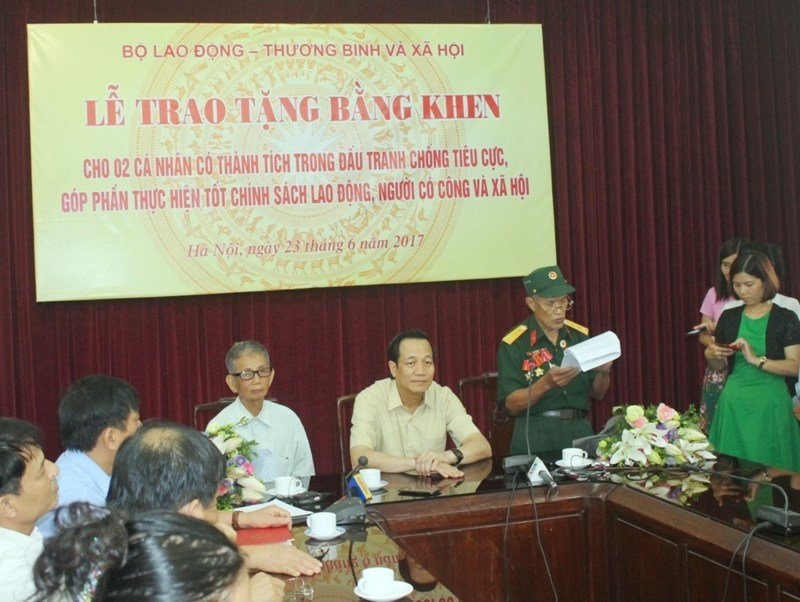 BỘ LAO ĐỘNG – THƯƠNG BINH VÀ XÃ HỘI
LỄ TRAO TẶNG BẰNG KHEN
CHO 02 CÁ NHÂN CÓ THÀNH TÍCH TRONG ĐẤU TRANH CHỐNG TIÊU CỰC,
GÓP PHẦN THỰC HIỆN TỐT CHÍNH SÁCH LAO ĐỘNG, NGƯỜI CÓ CÔNG VÀ XÃ HỘI
Hà Nội, ngày 23 tháng 6 năm 2017